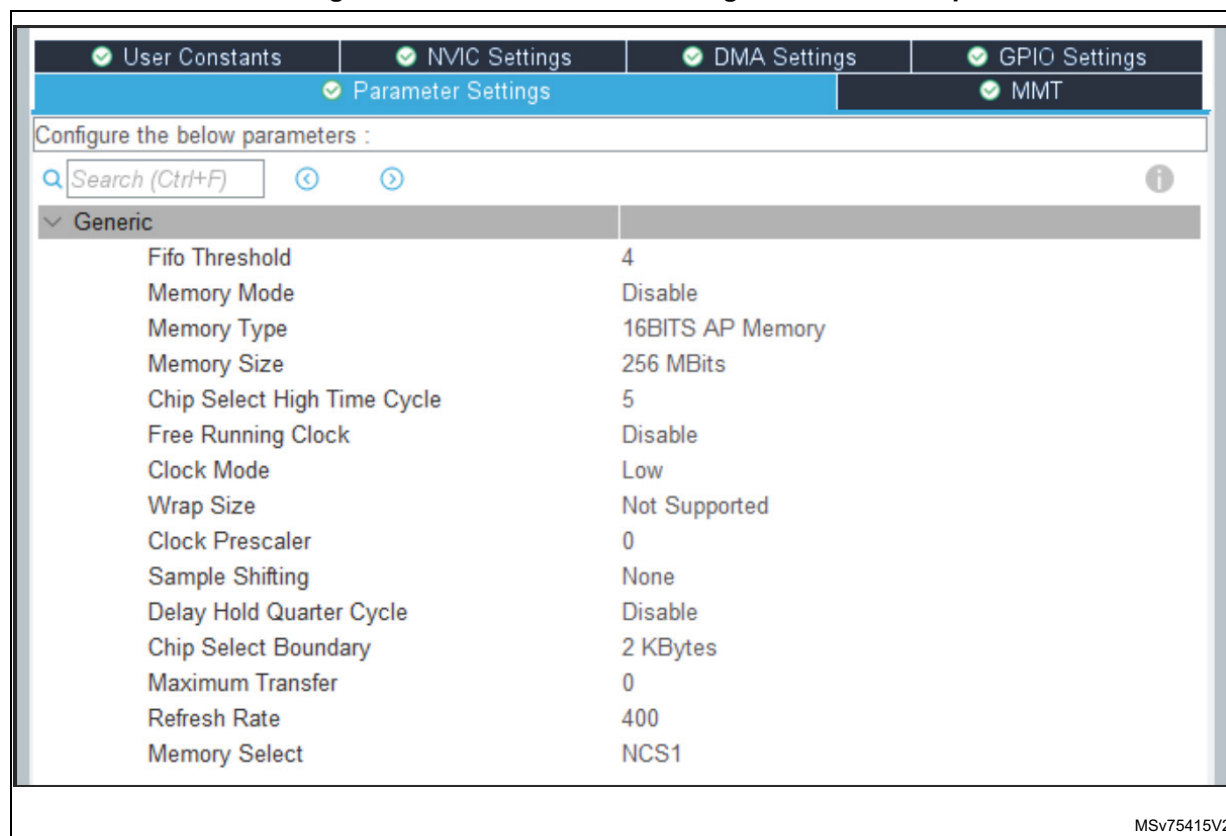 User Constants NVIC Settings DMA Settings GPIO Settings
Parameter Settings MMT
Configure the below parameters :
Search (Ctrl+F)
Generic
Fifo Threshold 4
Memory Mode Disable
Memory Type 16BITS AP Memory
Memory Size 256 MBits
Chip Select High Time Cycle 5
Free Running Clock Disable
Clock Mode Low
Wrap Size Not Supported
Clock Prescaler 0
Sample Shifting None
Delay Hold Quarter Cycle Disable
Chip Select Boundary 2 KBytes
Maximum Transfer 0
Refresh Rate 400
Memory Select NCS1
MSv75415V2